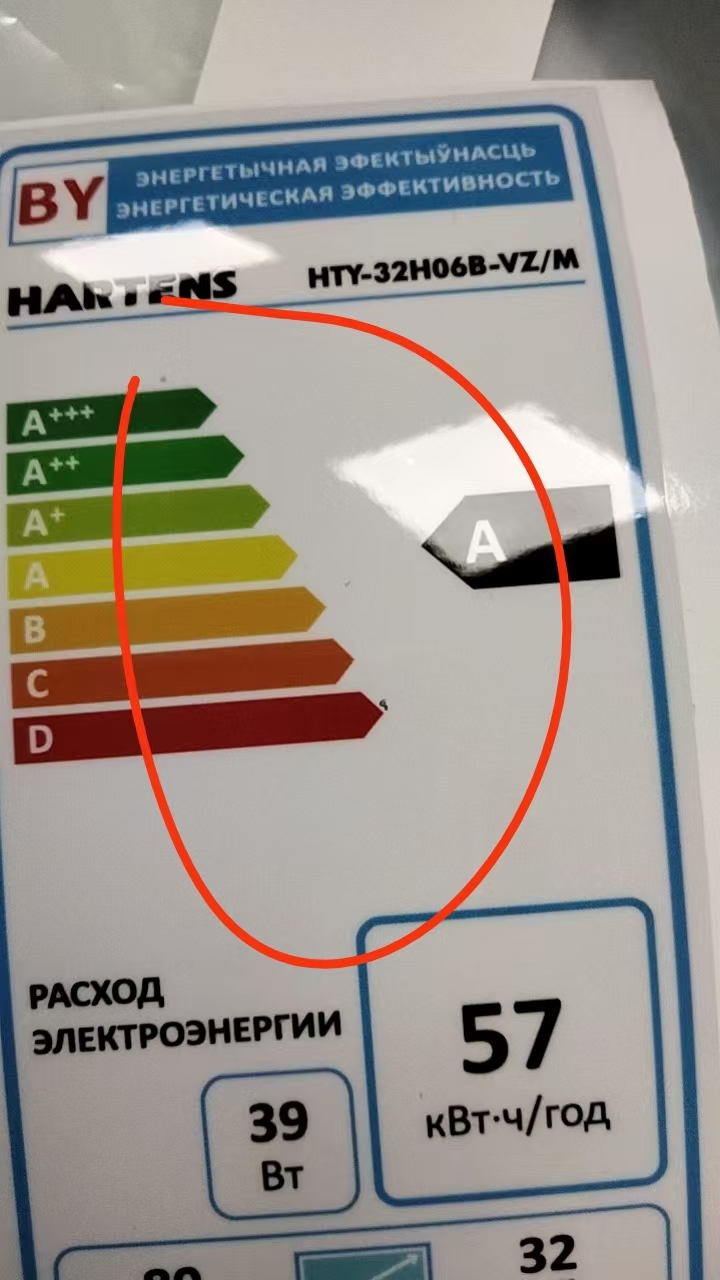 BY
ЭНЕРГЕТЫЧНАЯ ЭФЕКТЫЎНАСЦЬ
ЭНЕРГЕТИЧЕСКАЯ ЭФФЕКТИВНОСТЬ
HARTENS HTY-32H06B-VZ/M
A+++
A++
A+
A
A
B
C
D
РАСХОД
ЭЛЕКТРОЭНЕРГИИ
57
кВт·ч/год
39
Вт
32